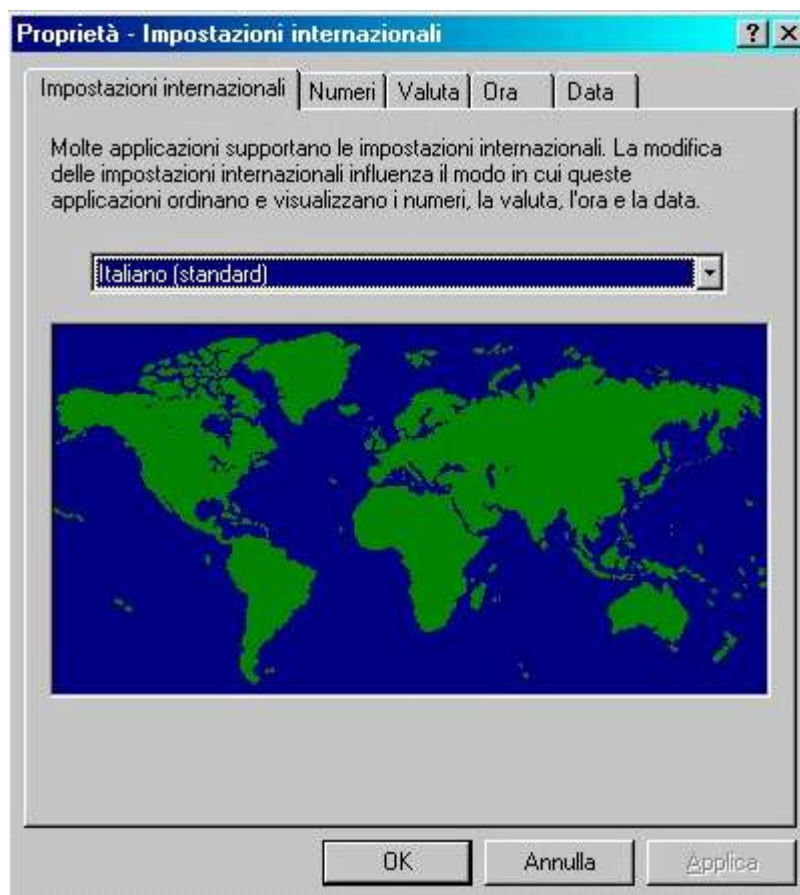 Proprietà - Impostazioni internazionali
Impostazioni internazionali Numeri Valuta Ora Data
Molte applicazioni supportano le impostazioni internazionali. La modifica
delle impostazioni internazionali influenza il modo in cui queste
applicazioni ordinano e visualizzano i numeri, la valuta, l'ora e la data.
Italiano (standard)
OK Annulla Applica